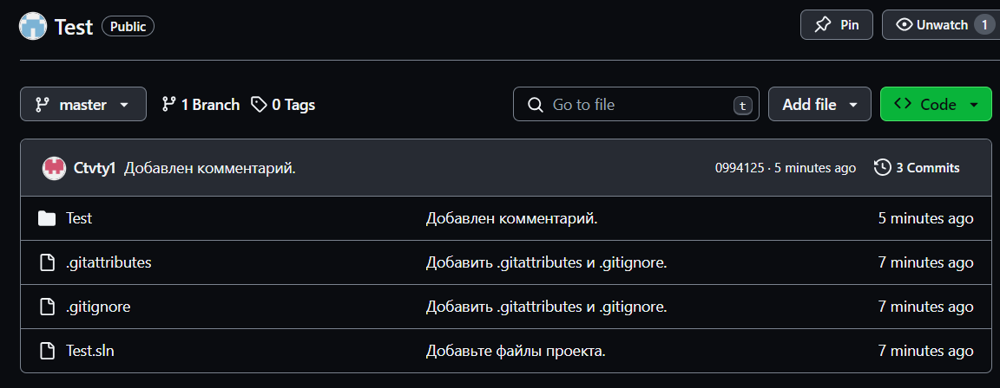 Test Public Pin Unwatch 1
master 1 Branch 0 Tags Go to file t Add file Code
Ctvty1 Добавлен комментарий. 0994125 · 5 minutes ago 3 Commits
Test Добавлен комментарий. 5 minutes ago
.gitattributes Добавить .gitattributes и .gitignore. 7 minutes ago
.gitignore Добавить .gitattributes и .gitignore. 7 minutes ago
Test.sln Добавьте файлы проекта. 7 minutes ago